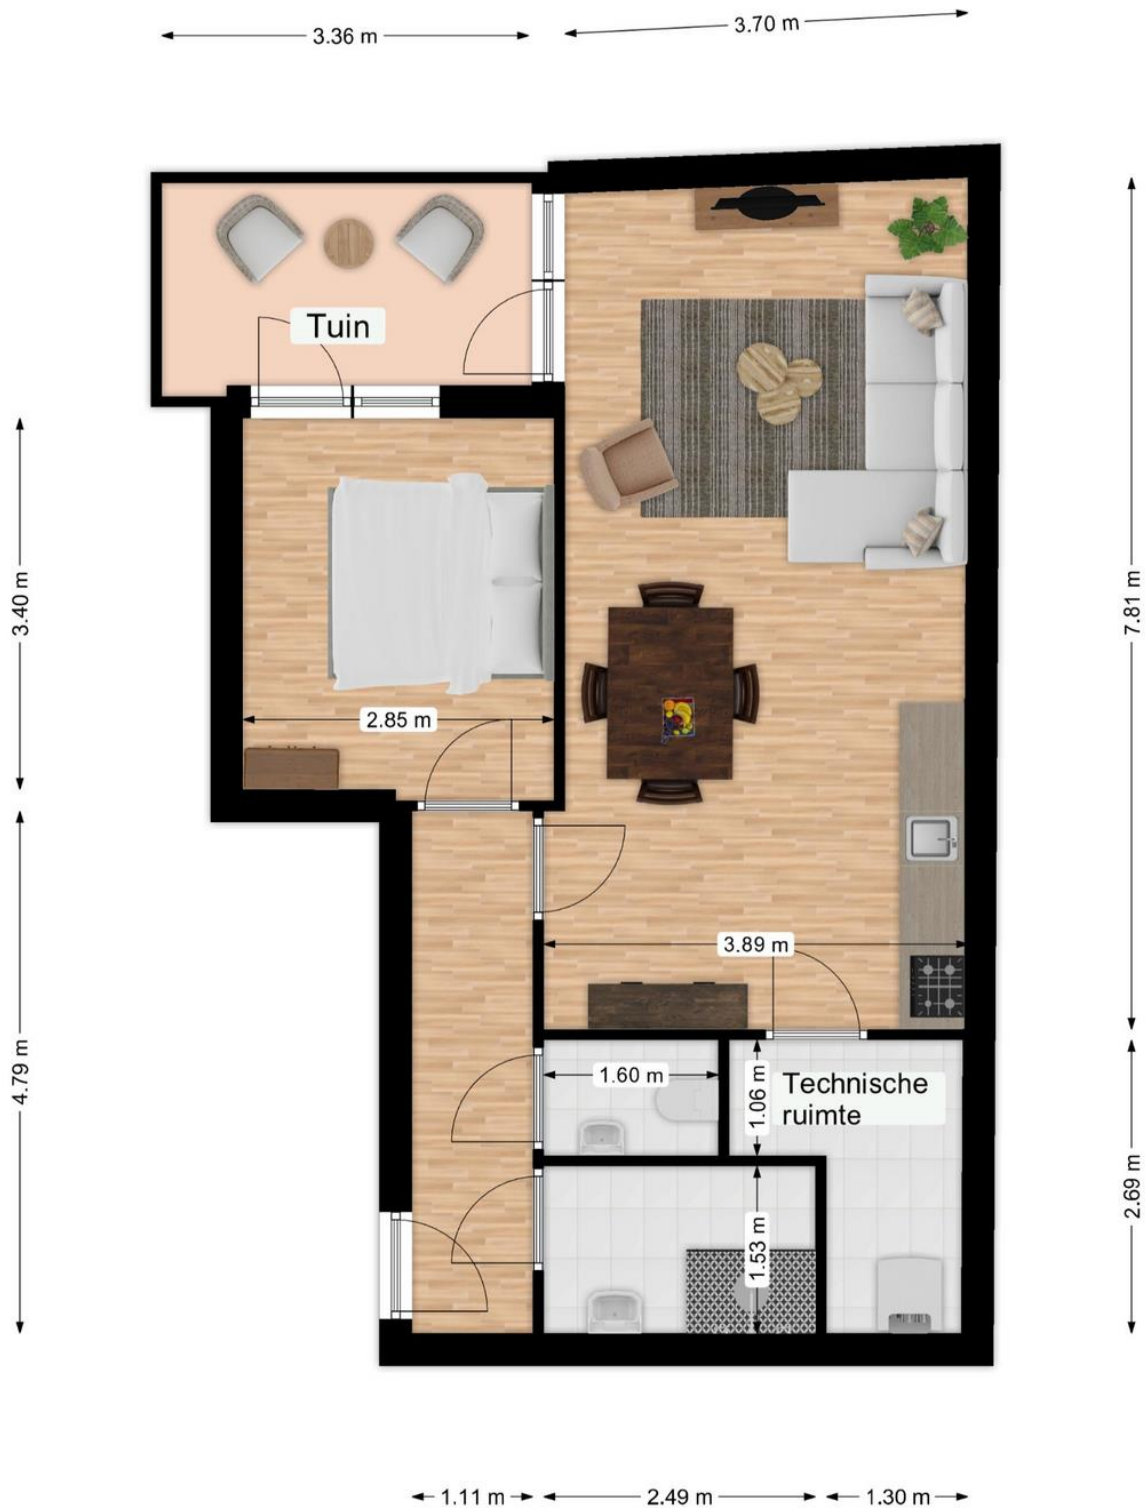 3.36 m
3.70 m
Tuin
3.40 m
7.81 m
2.85 m
3.89 m
4.79 m
1.60 m
1.06 m
Technische
ruimte
2.69 m
1.53 m
1.11 m
2.49 m
1.30 m